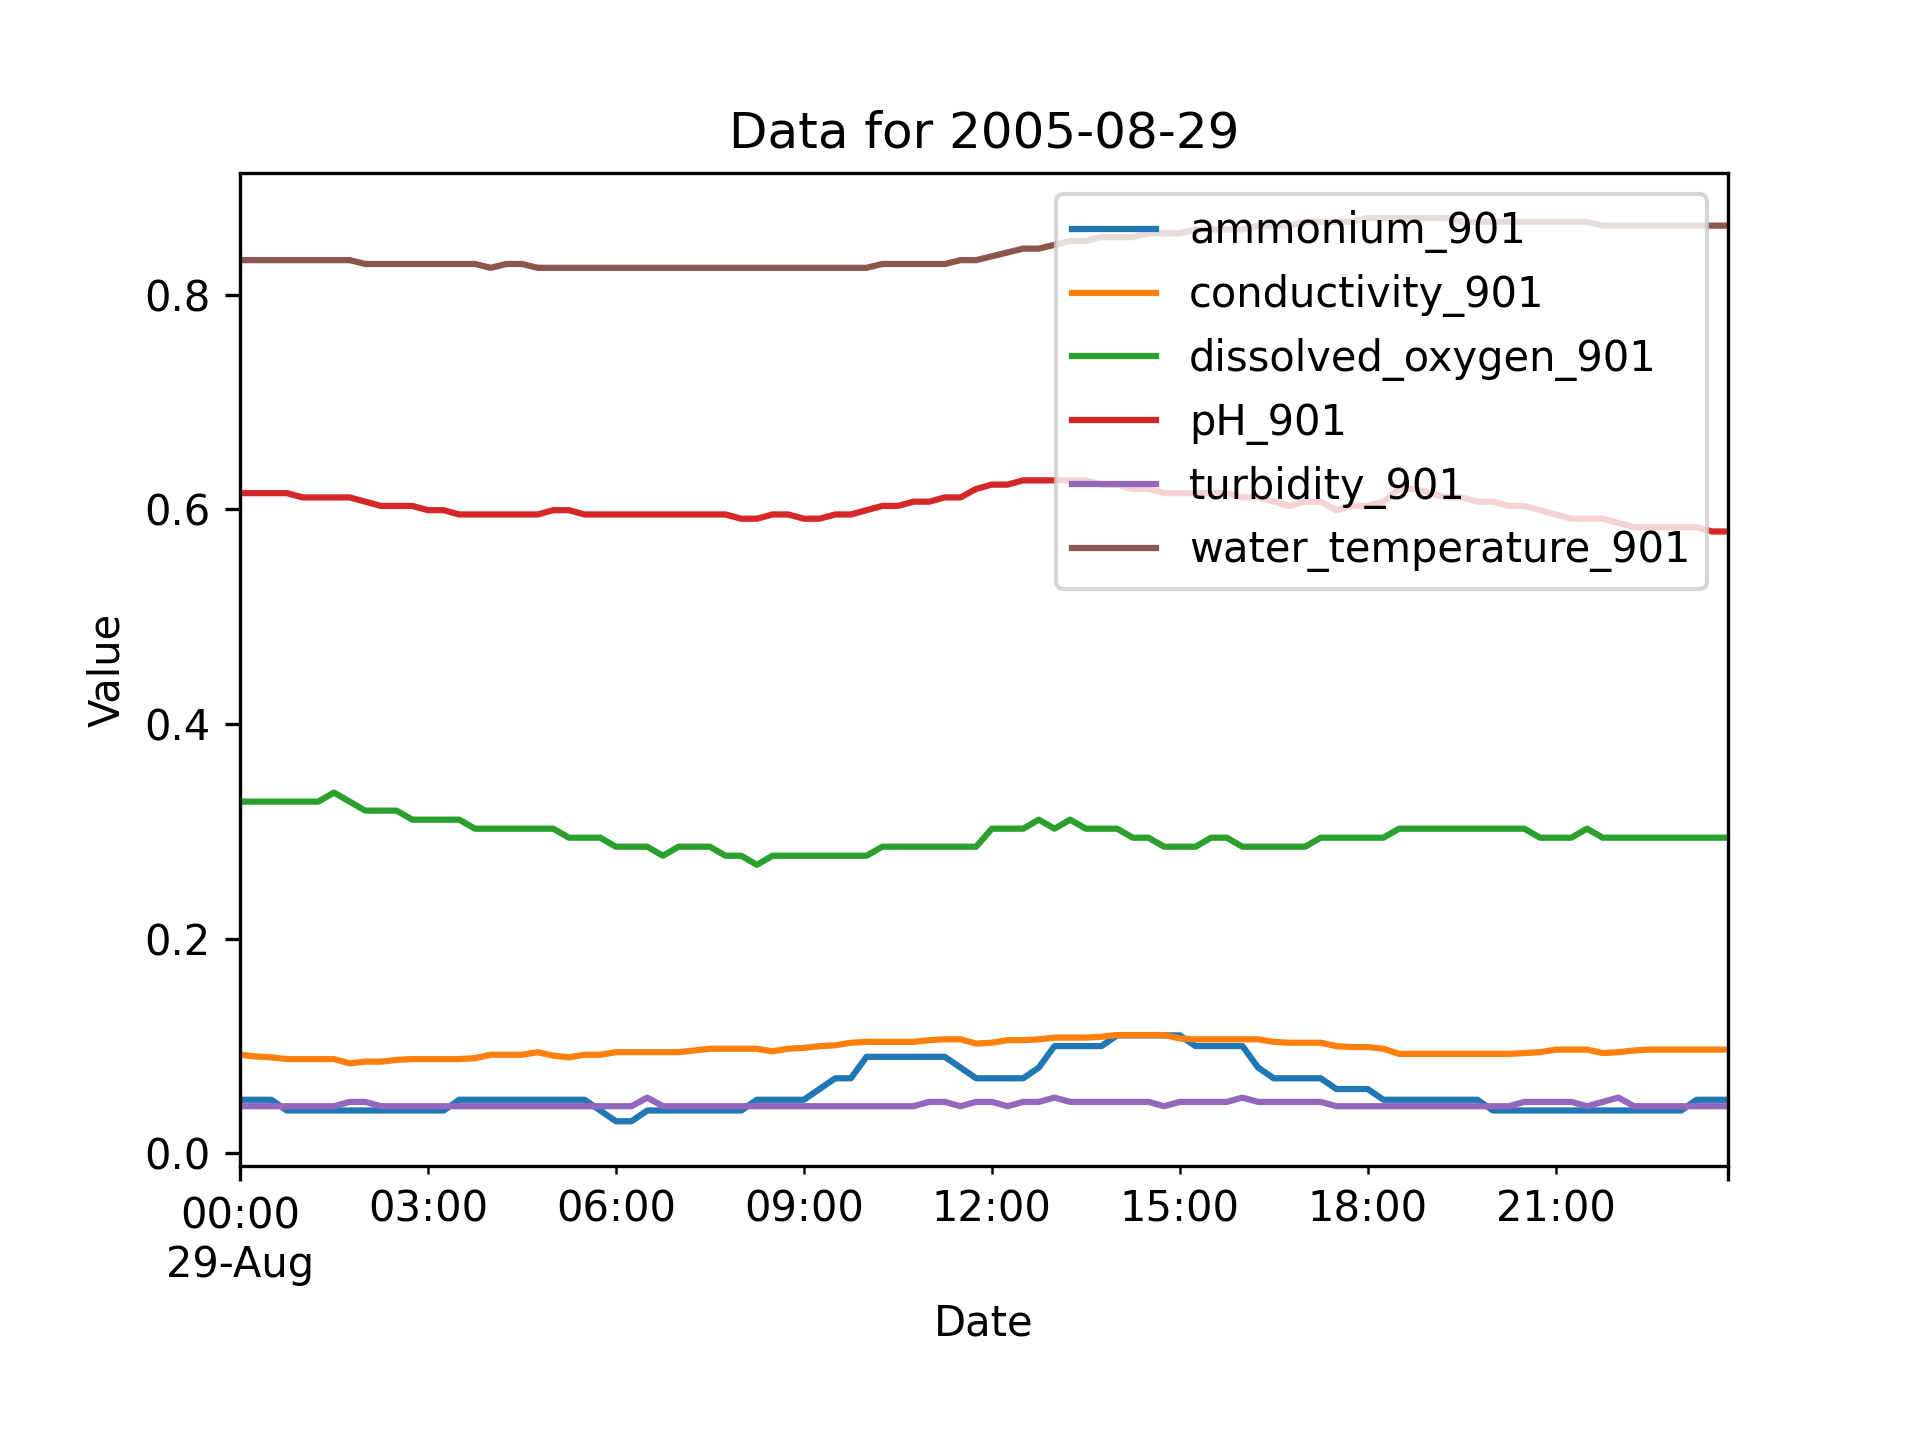 Data for 2005-08-29
ammonium_901
conductivity_901
dissolved_oxygen_901
pH_901
turbidity_901
water_temperature_901
0.8
0.6
0.4
0.2
0.0
Value
00:00 03:00 06:00 09:00 12:00 15:00 18:00 21:00
29-Aug
Date